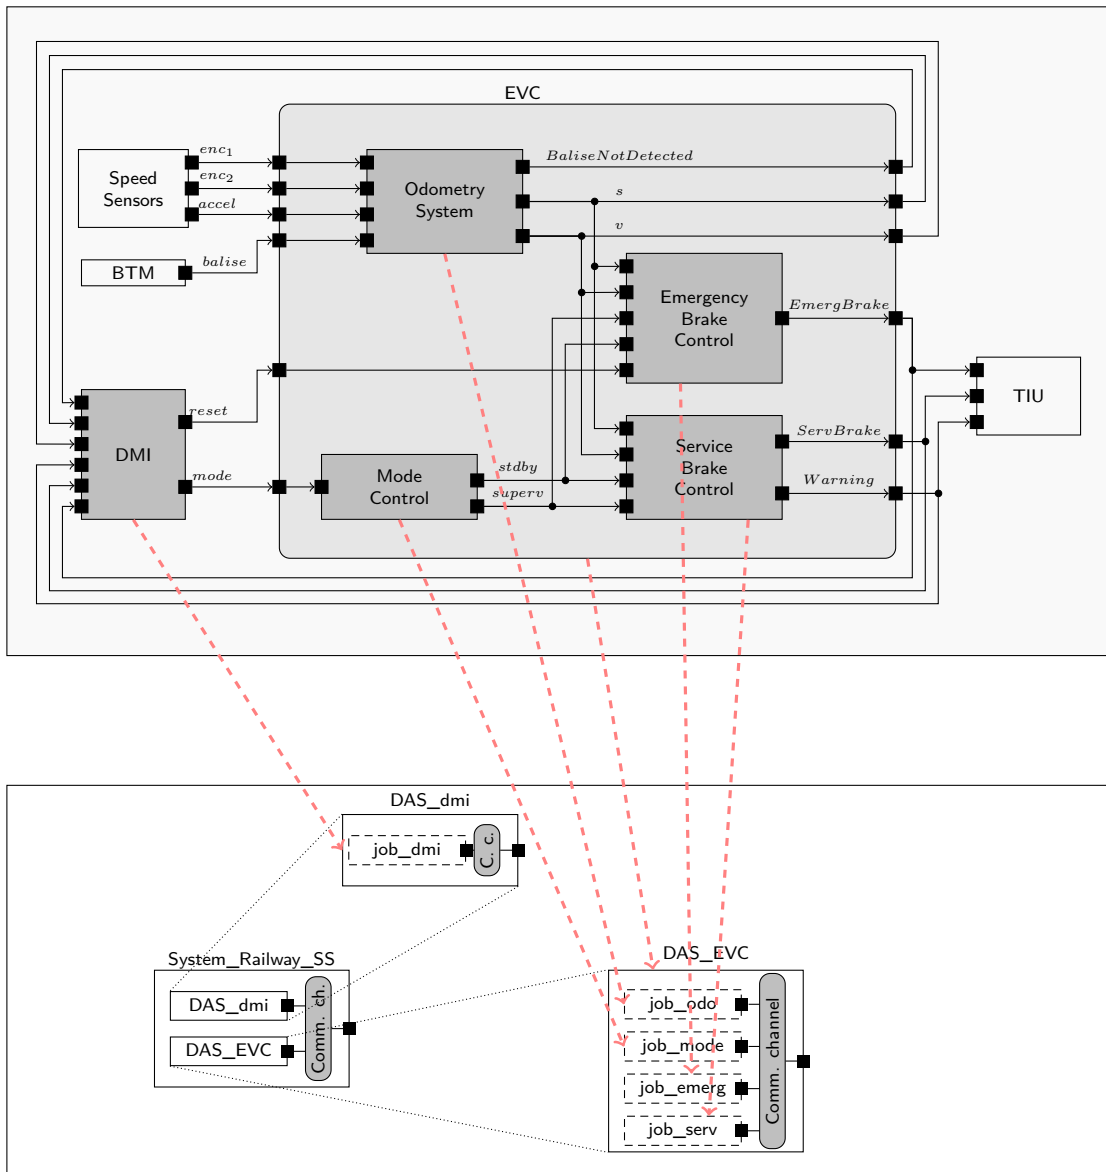 EVC
enc1
enc2
accel
Speed
Sensors
Odometry
System
BaliseNotDetected
s
v
balise
BTM
Emergency
Brake
Control
EmergBrake
TIU
reset
DMI
mode
Mode
Control
stdby
superv
Service
Brake
Control
ServBrake
Warning
DAS_dmi
job_dmi
C. c.
System_Railway_SS
DAS_dmi
DAS_EVC
Comm. ch.
DAS_EVC
job_odo
job_mode
job_emerg
job_serv
Comm. channel